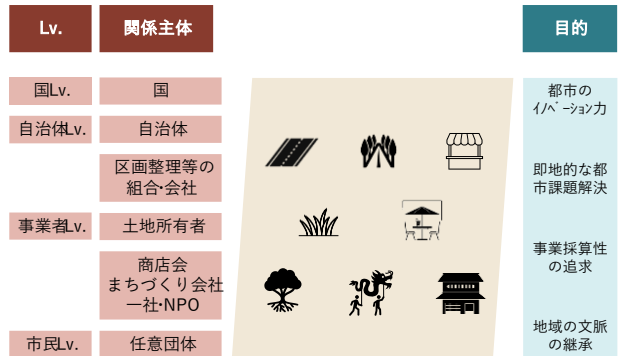 Lv.
関係主体
目的
国Lv.
国
自治体Lv.
自治体
区画整理等の
組合・会社
事業者Lv.
土地所有者
商店会
まちづくり会社
一社・NPO
市民Lv.
任意団体
都市の
ｲﾉﾍﾞｰｼｮﾝ力
即地的な都
市課題解決
事業採算性
の追求
地域の文脈
の継承